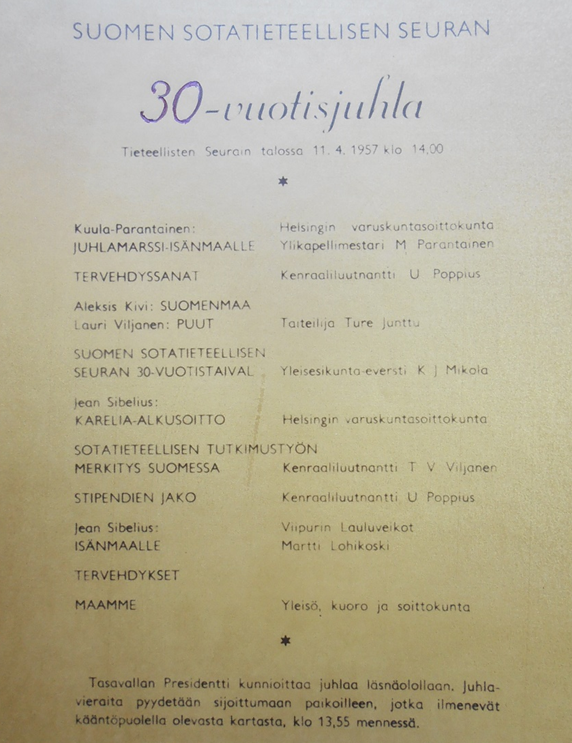 SUOMEN SOTATIETEELLISEN SEURAN
30-vuotisjuhla
Tieteellisten Seurain talossa 11. 4. 1957 klo 14,00
Kuula-Parantainen: Helsingin varuskuntasoittokunta
JUHLAMARSSI-ISÄNMAALLE Ylikapellimestari M Parantainen
TERVEHDYSSANAT Kenraaliluutnantti U Poppius
Aleksis Kivi: SUOMENMAA
Lauri Viljanen: PUUT Taiteilija Ture Junttu
SUOMEN SOTATIETEELLISEN
SEURAN 30-VUOTISTAIVAL Yleisesikunta-eversti K J Mikola
Jean Sibelius:
KARELIA-ALKUSOITTO Helsingin varuskuntasoittokunta
SOTATIETEELLISEN TUTKIMUSTYÖN
MERKITYS SUOMESSA Kenraaliluutnantti T V Viljanen
STIPENDIEN JAKO Kenraaliluutnantti U Poppius
Jean Sibelius: Viipurin Lauluveikot
ISÄNMAALLE Martti Lohikoski
TERVEHDYKSET
MAAMME Yleisö, kuoro ja soittokunta
Tasavallan Presidentti kunnioittaa juhlaa läsnäolollaan. Juhla-
vieraita pyydetään sijoittumaan paikoilleen, jotka ilmenevät
kääntöpuolella olevasta kartasta, klo 13,55 mennessä.